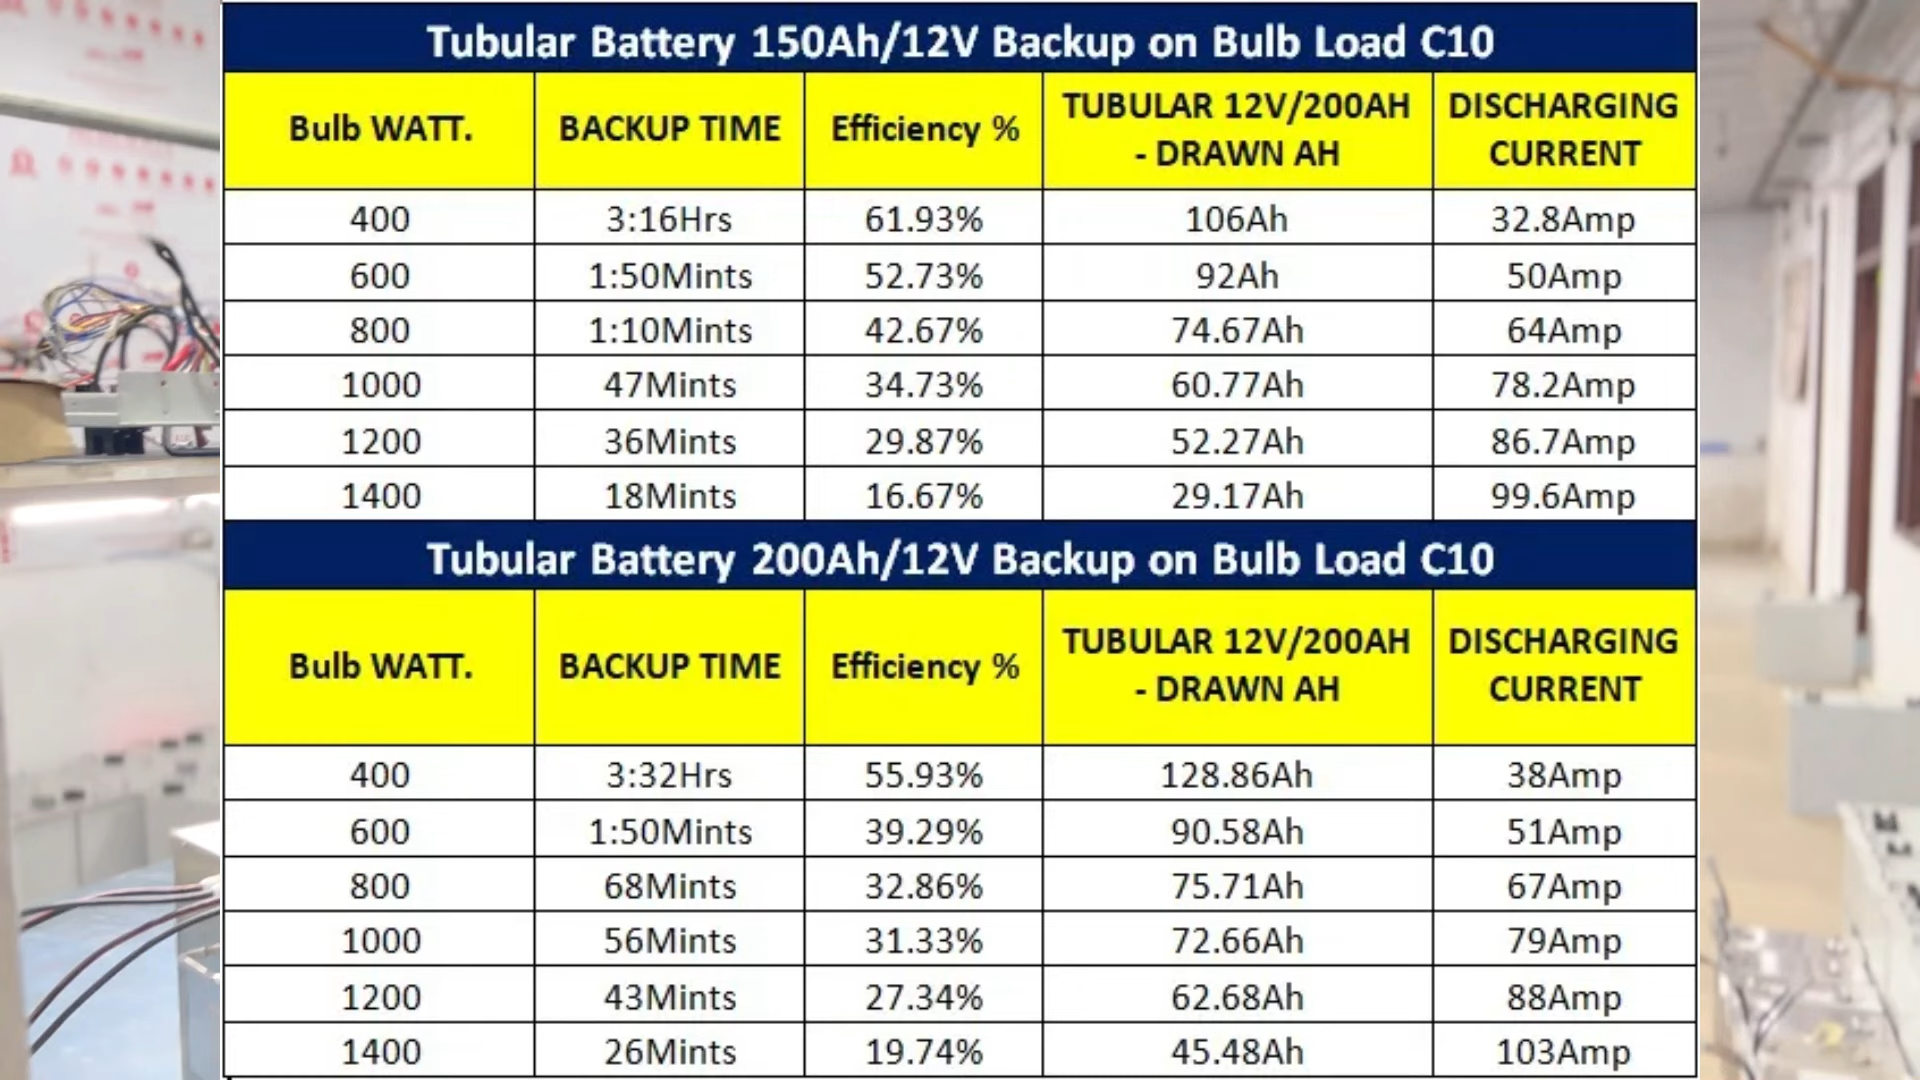 Tubular Battery 150Ah/12V Backup on Bulb Load C10
Bulb WATT. BACKUP TIME Efficiency % TUBULAR 12V/200AH - DRAWN AH DISCHARGING CURRENT
400 3:16Hrs 61.93% 106Ah 32.8Amp
600 1:50Mints 52.73% 92Ah 50Amp
800 1:10Mints 42.67% 74.67Ah 64Amp
1000 47Mints 34.73% 60.77Ah 78.2Amp
1200 36Mints 29.87% 52.27Ah 86.7Amp
1400 18Mints 16.67% 29.17Ah 99.6Amp
Tubular Battery 200Ah/12V Backup on Bulb Load C10
Bulb WATT. BACKUP TIME Efficiency % TUBULAR 12V/200AH - DRAWN AH DISCHARGING CURRENT
400 3:32Hrs 55.93% 128.86Ah 38Amp
600 1:50Mints 39.29% 90.58Ah 51Amp
800 68Mints 32.86% 75.71Ah 67Amp
1000 56Mints 31.33% 72.66Ah 79Amp
1200 43Mints 27.34% 62.68Ah 88Amp
1400 26Mints 19.74% 45.48Ah 103Amp